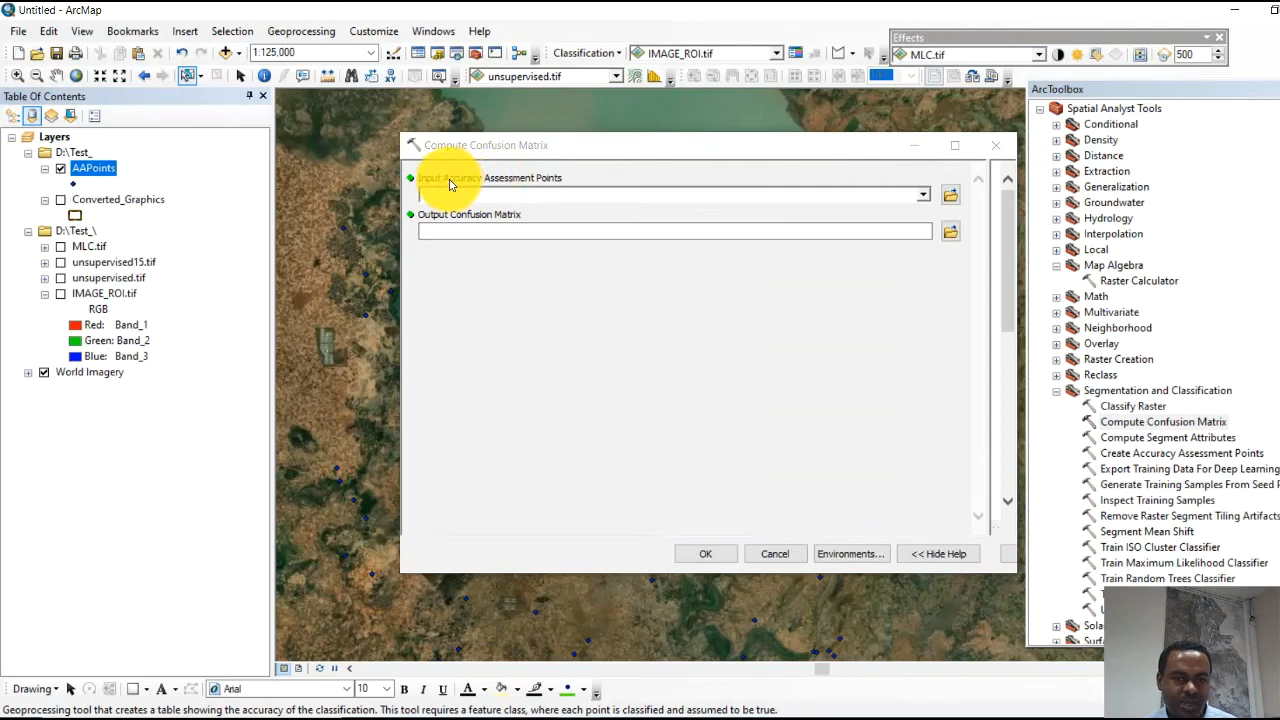 Untitled - ArcMap
File Edit View Bookmarks Insert Selection Geoprocessing Customize Windows Help
1:125,000 Classification IMAGE_ROI.tif
unsupervised.tif
Effects
MLC.tif 500
Table Of Contents
Layers
D:\Test_
AAPoints
Converted_Graphics
D:\Test_\
MLC.tif
unsupervised15.tif
unsupervised.tif
IMAGE_ROI.tif
RGB
Red: Band_1
Green: Band_2
Blue: Band_3
World Imagery
Compute Confusion Matrix
Input Accuracy Assessment Points
Output Confusion Matrix
OK Cancel Environments... << Hide Help
ArcToolbox
Spatial Analyst Tools
Conditional
Density
Distance
Extraction
Generalization
Groundwater
Hydrology
Interpolation
Local
Map Algebra
Raster Calculator
Math
Multivariate
Neighborhood
Overlay
Raster Creation
Reclass
Segmentation and Classification
Classify Raster
Compute Confusion Matrix
Compute Segment Attributes
Create Accuracy Assessment Points
Export Training Data For Deep Learning
Generate Training Samples From Seed P
Inspect Training Samples
Remove Raster Segment Tiling Artifacts
Segment Mean Shift
Train ISO Cluster Classifier
Train Maximum Likelihood Classifier
Train Random Trees Classifier
T
U
Sola
Surf
Drawing A Arial 10 B I U A
Geoprocessing tool that creates a table showing the accuracy of the classification. This tool requires a feature class, where each point is classified and assumed to be true.